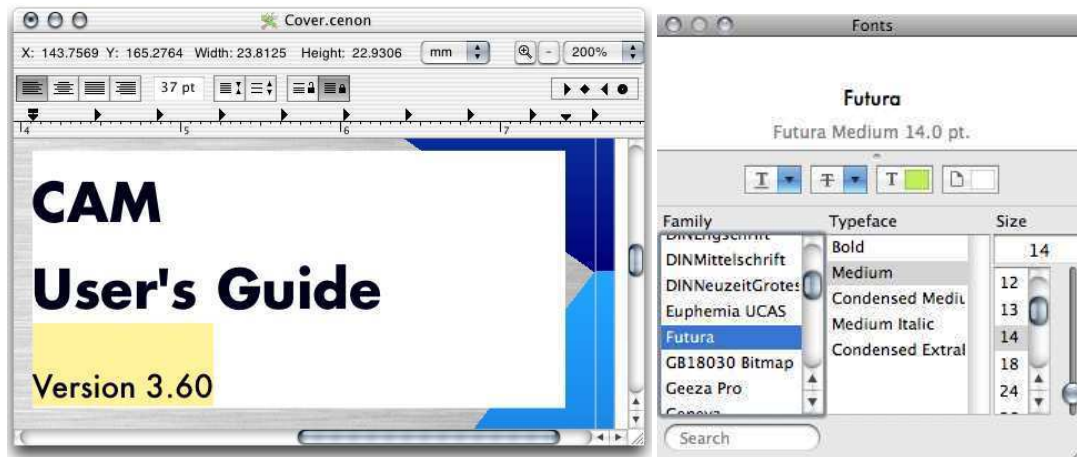 Cover.cenon
X: 143.7569 Y: 165.2764 Width: 23.8125 Height: 22.9306 mm 200%
37 pt
4 5 6 7
CAM
User's Guide
Version 3.60
Fonts
Futura
Futura Medium 14.0 pt.
T T T
Family Typeface Size
DINEngschrift Bold 14
DINMittelschrift Medium 12
DINNeuzeitGrotes Condensed Mediu 13
Euphemia UCAS Medium Italic 14
Futura Condensed Extral 18
GB18030 Bitmap 24
Geeza Pro
Geneva
Search